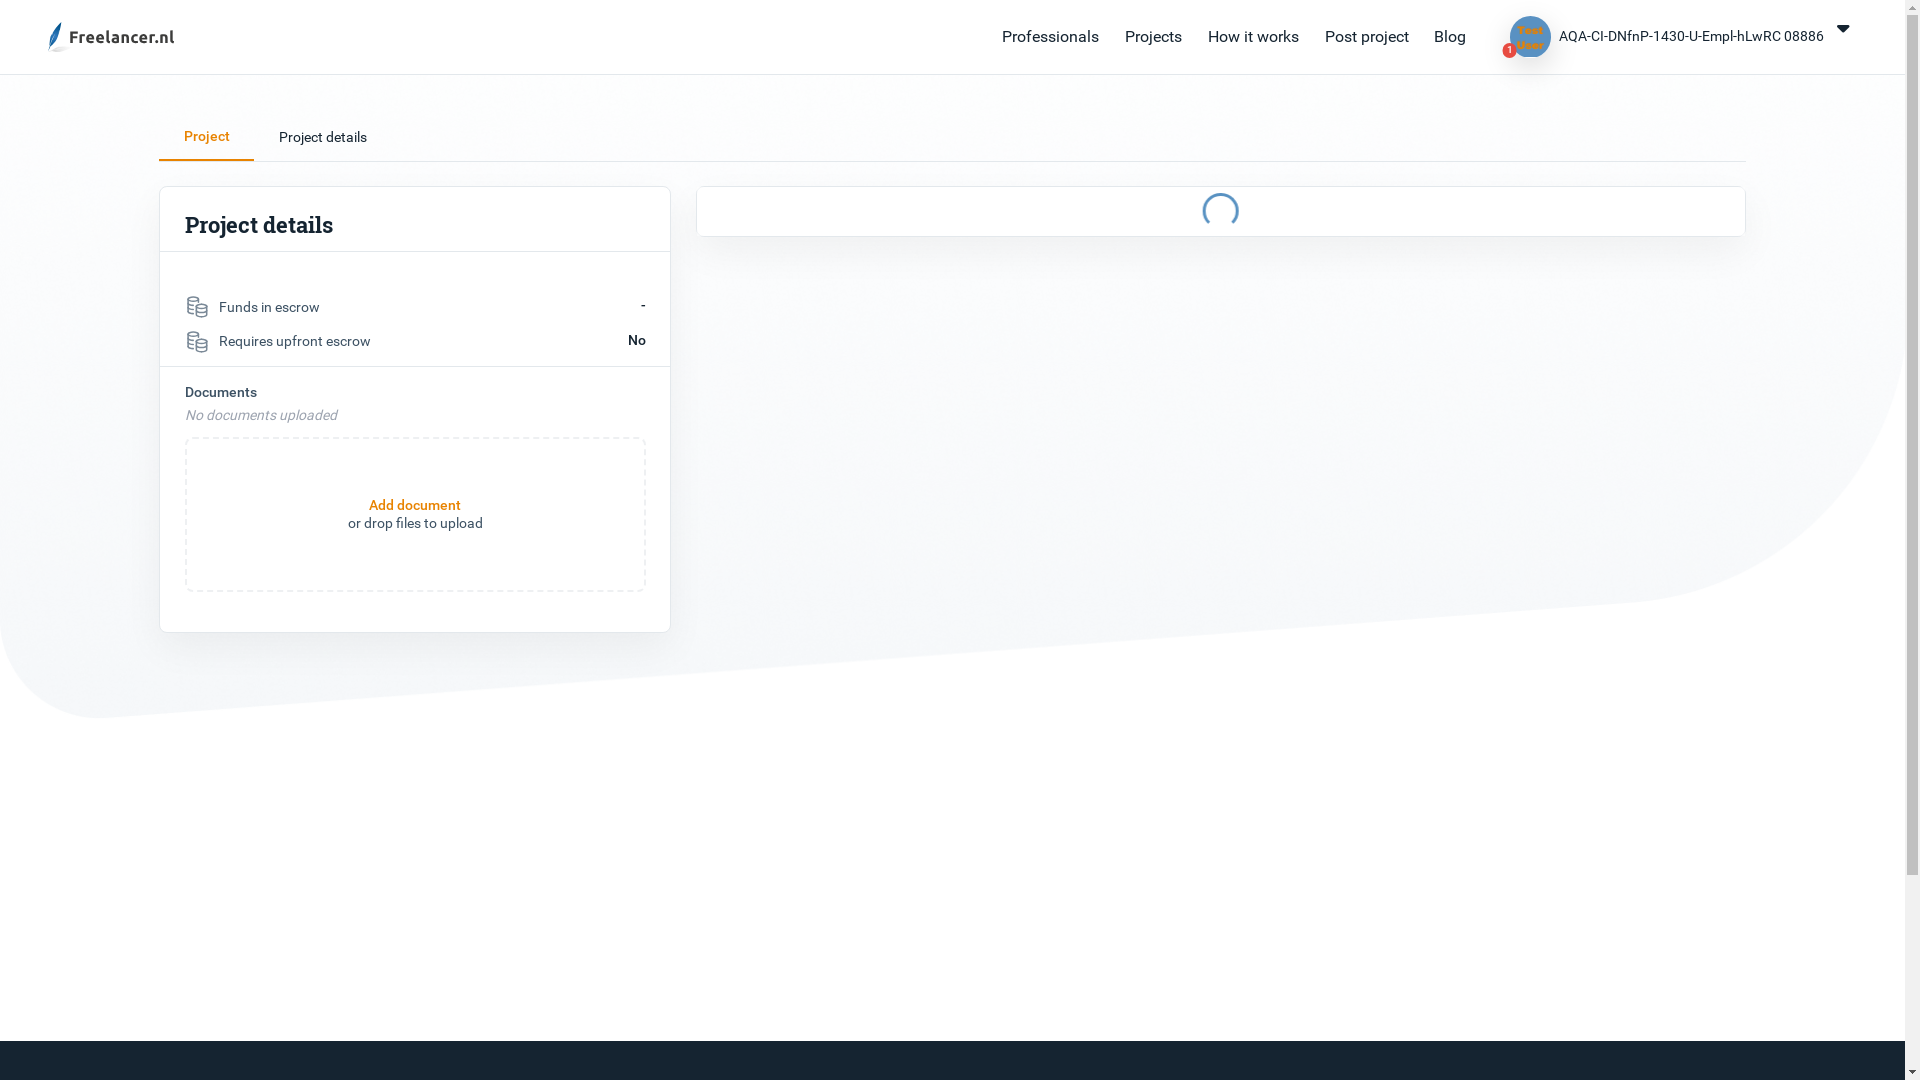 Freelancer.nl
Professionals
Projects
How it works
Post project
Blog
Test
User
1
AQA-CI-DNfnP-1430-U-Empl-hLwRC 08886
Project
Project details
Project details
Funds in escrow
-
Requires upfront escrow
No
Documents
No documents uploaded
Add document
or drop files to upload